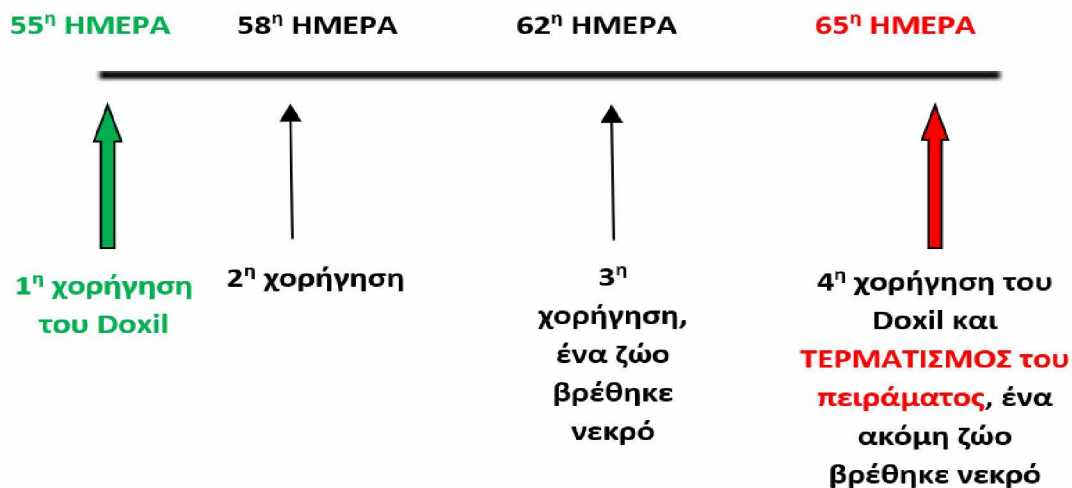 55η ΗΜΕΡΑ 58η ΗΜΕΡΑ 62η ΗΜΕΡΑ 65η ΗΜΕΡΑ
1η χορήγηση
του Doxil
2η χορήγηση
3η
χορήγηση,
ένα ζώο
βρέθηκε
νεκρό
4η χορήγηση του
Doxil και
ΤΕΡΜΑΤΙΣΜΟΣ του
πειράματος, ένα
ακόμη ζώο
βρέθηκε νεκρό